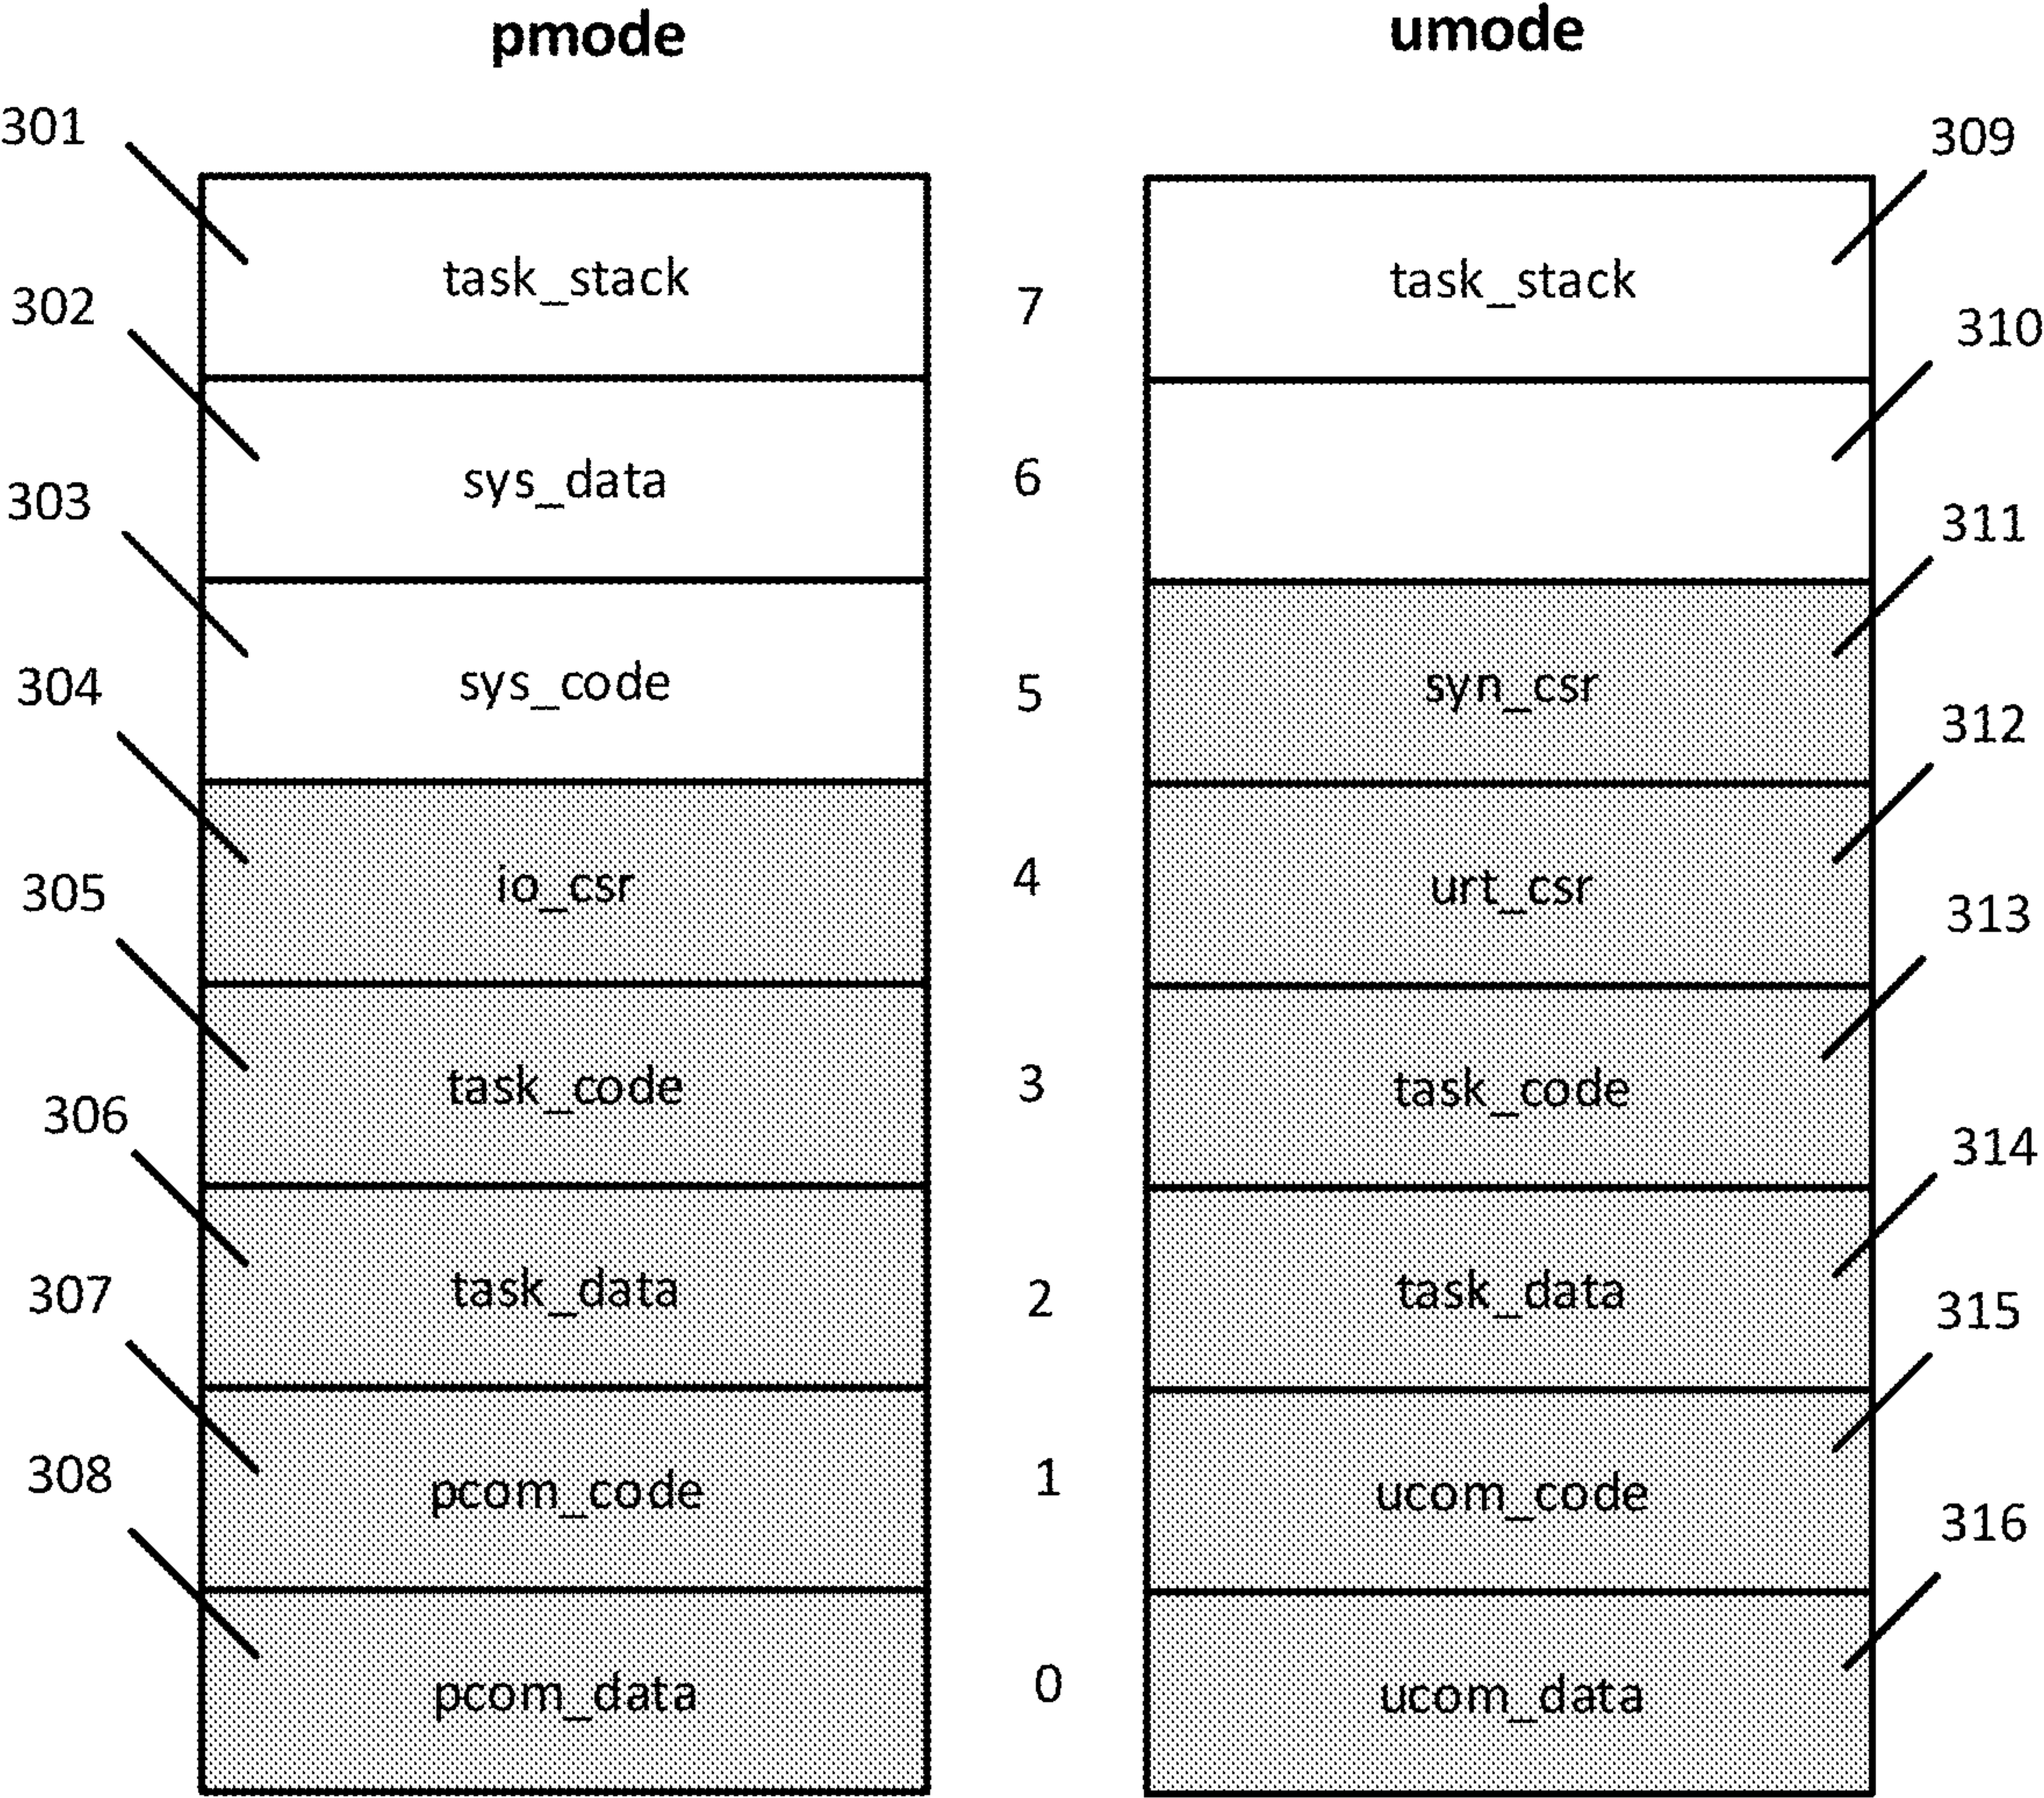 pmode umode
301 309
task_stack 7 task_stack
302 310
sys_data 6
303 311
sys_code 5 syn_csr
304 312
io_csr 4 urt_csr
305 313
task_code 3 task_code
306 314
task_data 2 task_data
307 315
pcom_code 1 ucom_code
308 316
pcom_data 0 ucom_data